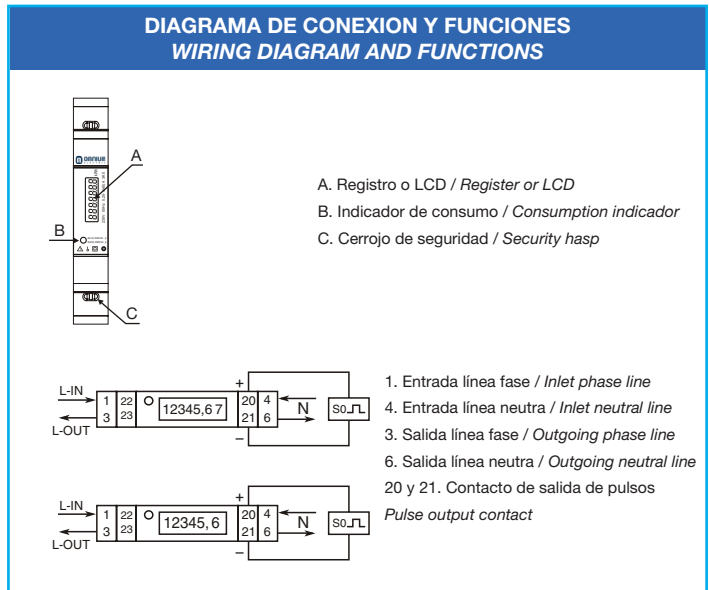 DIAGRAMA DE CONEXION Y FUNCIONES
WIRING DIAGRAM AND FUNCTIONS
ORNIUR
A
B
C
A. Registro o LCD / Register or LCD
B. Indicador de consumo / Consumption indicador
C. Cerrojo de seguridad / Security hasp
L-IN
L-OUT
1 22
3 23
12345,67
+
20 4
21 6
–
N
S0
1. Entrada línea fase / Inlet phase line
4. Entrada línea neutra / Inlet neutral line
3. Salida línea fase / Outgoing phase line
6. Salida línea neutra / Outgoing neutral line
20 y 21. Contacto de salida de pulsos
Pulse output contact
L-IN
L-OUT
1 22
3 23
12345,6
+
20 4
21 6
–
N
S0